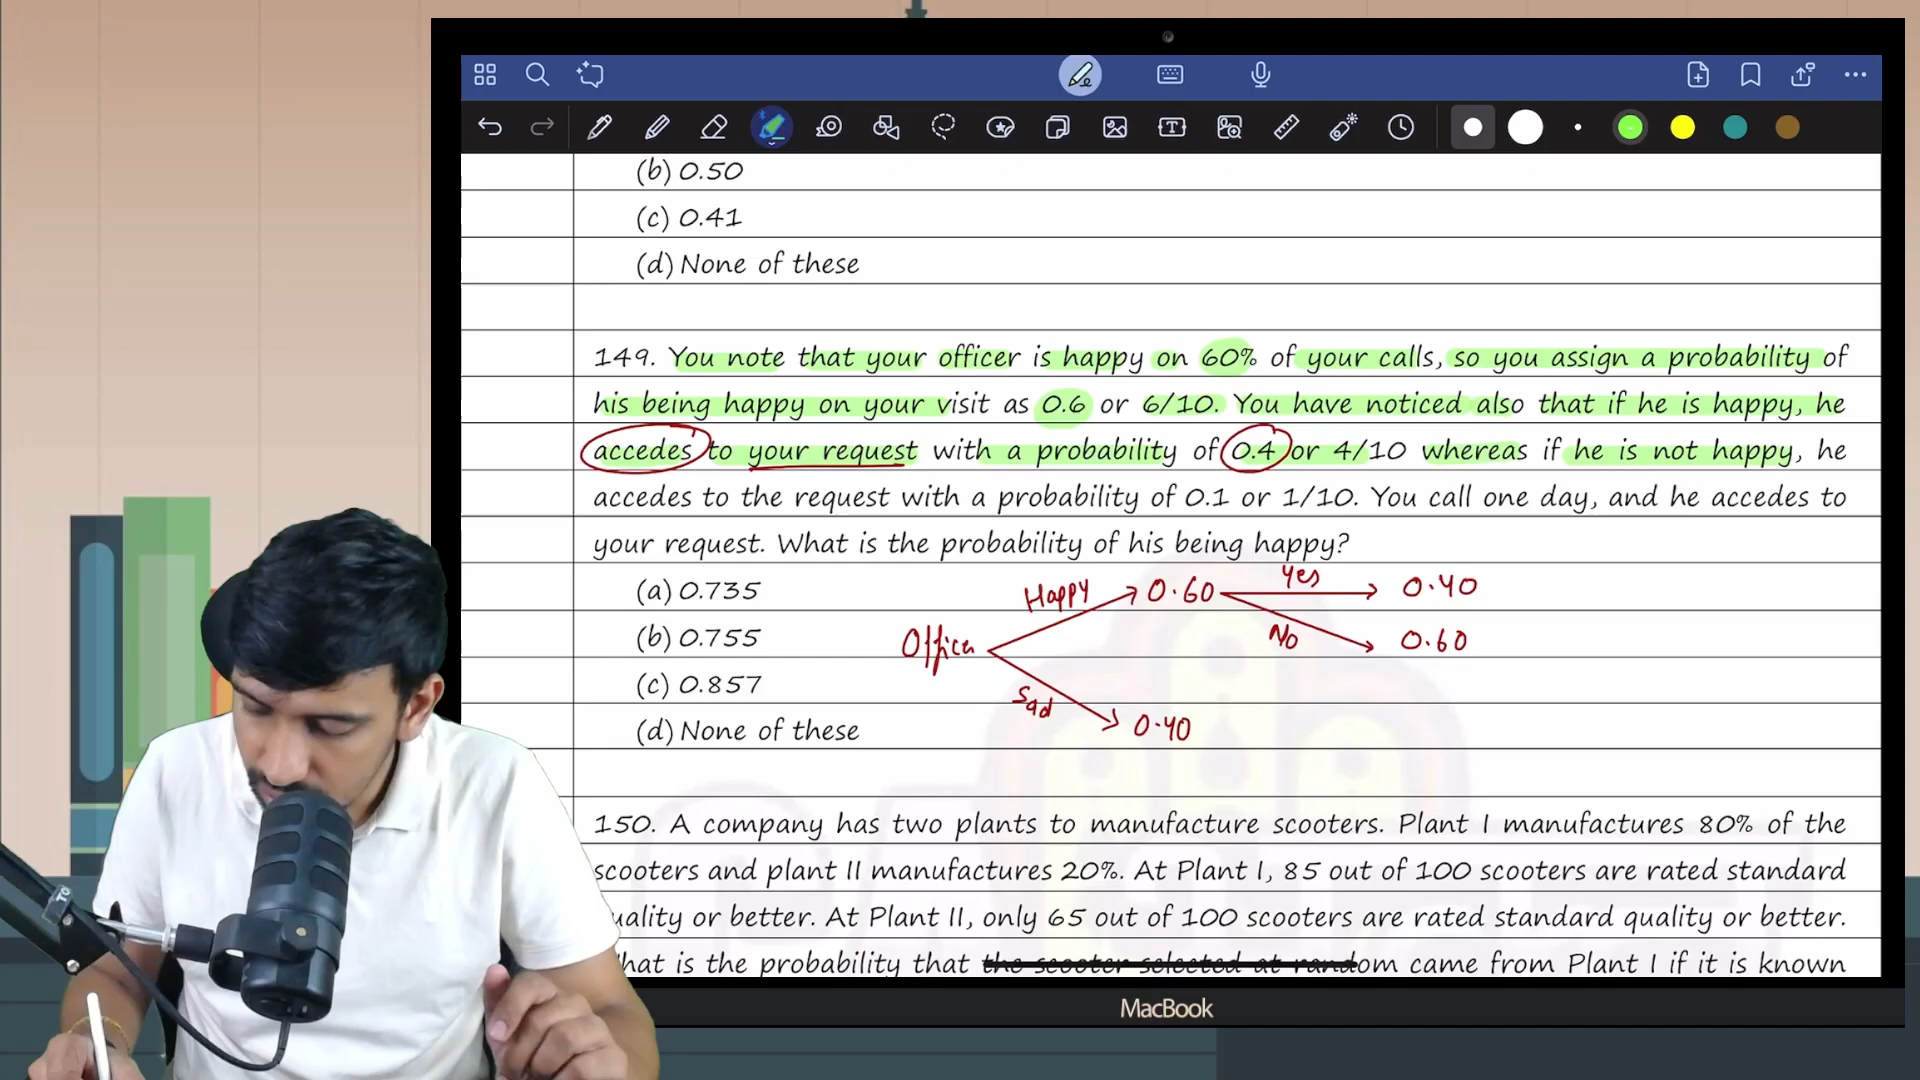 (b) 0.50
(c) 0.41
(d) None of these
149. You note that your officer is happy on 60% of your calls, so you assign a probability of
his being happy on your visit as 0.6 or 6/10. You have noticed also that if he is happy, he
accedes to your request with a probability of 0.4 or 4/10 whereas if he is not happy, he
accedes to the request with a probability of 0.1 or 1/10. You call one day, and he accedes to
your request. What is the probability of his being happy?
(a) 0.735
(b) 0.755
(c) 0.857
(d) None of these
Happy
0.60
Yes
0.40
No
0.60
Officer
Sad
0.40
150. A company has two plants to manufacture scooters. Plant I manufactures 80% of the
scooters and plant II manufactures 20%. At Plant I, 85 out of 100 scooters are rated standard
uality or better. At Plant II, only 65 out of 100 scooters are rated standard quality or better.
hat is the probability that the scooter selected at random came from Plant I if it is known
MacBook